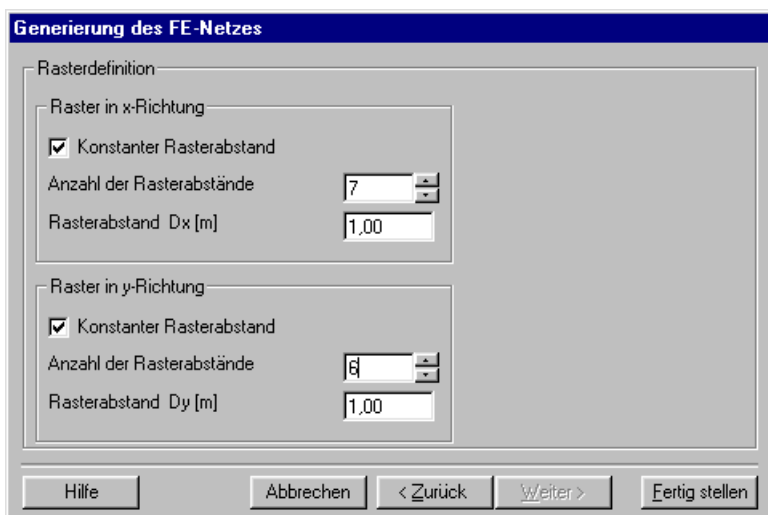 Generierung des FE-Netzes
Rasterdefinition
Raster in x-Richtung
Konstanter Rasterabstand
Anzahl der Rasterabstände 7
Rasterabstand Dx [m] 1,00
Raster in y-Richtung
Konstanter Rasterabstand
Anzahl der Rasterabstände 6
Rasterabstand Dy [m] 1,00
Hilfe Abbrechen < Zurück Weiter > Fertig stellen